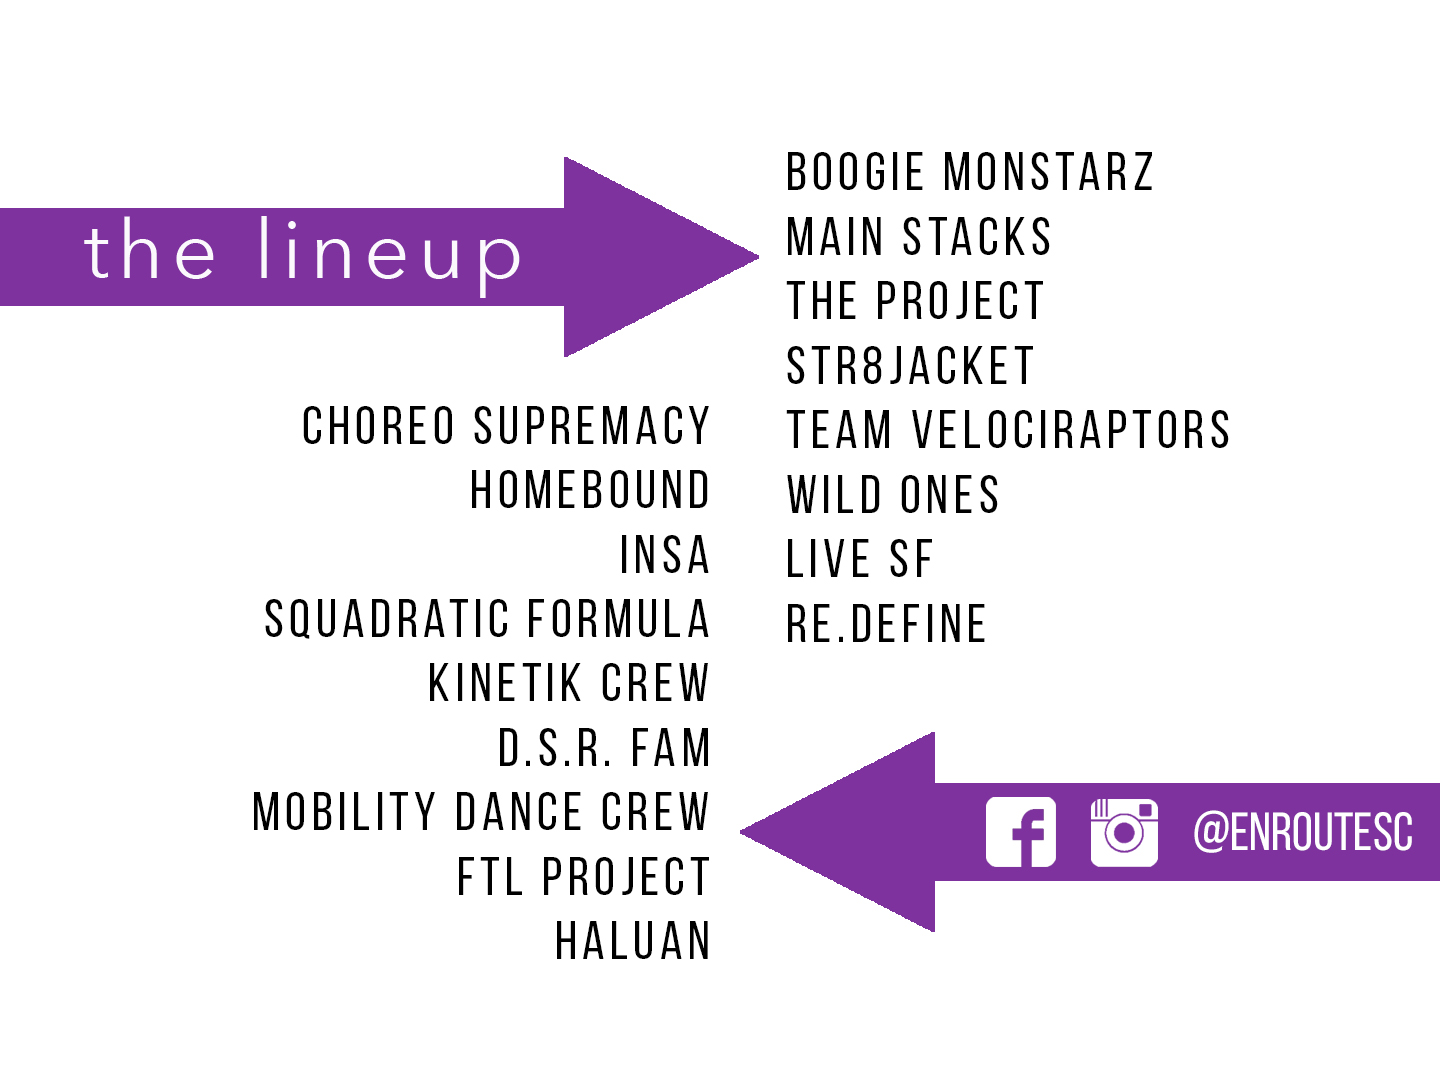 the lineup
BOOGIE MONSTARZ
MAIN STACKS
THE PROJECT
STR8JACKET
TEAM VELOCIRAPTORS
WILD ONES
LIVE SF
RE.DEFINE
CHOREO SUPREMACY
HOMEBOUND
INSA
SQUADRATIC FORMULA
KINETIK CREW
D.S.R. FAM
MOBILITY DANCE CREW
FTL PROJECT
HALUAN
@ENROUTESC